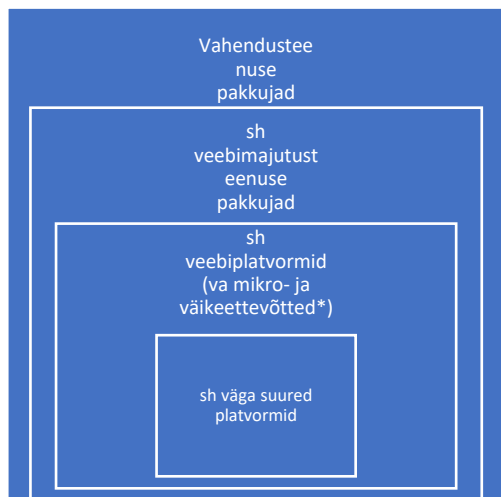 Vahendustee
nuse
pakkujad
sh
veebimajutust
eenuse
pakkujad
sh
veebiplatvormid
(va mikro- ja
väikeettevõtted*)
sh väga suured
platvormid